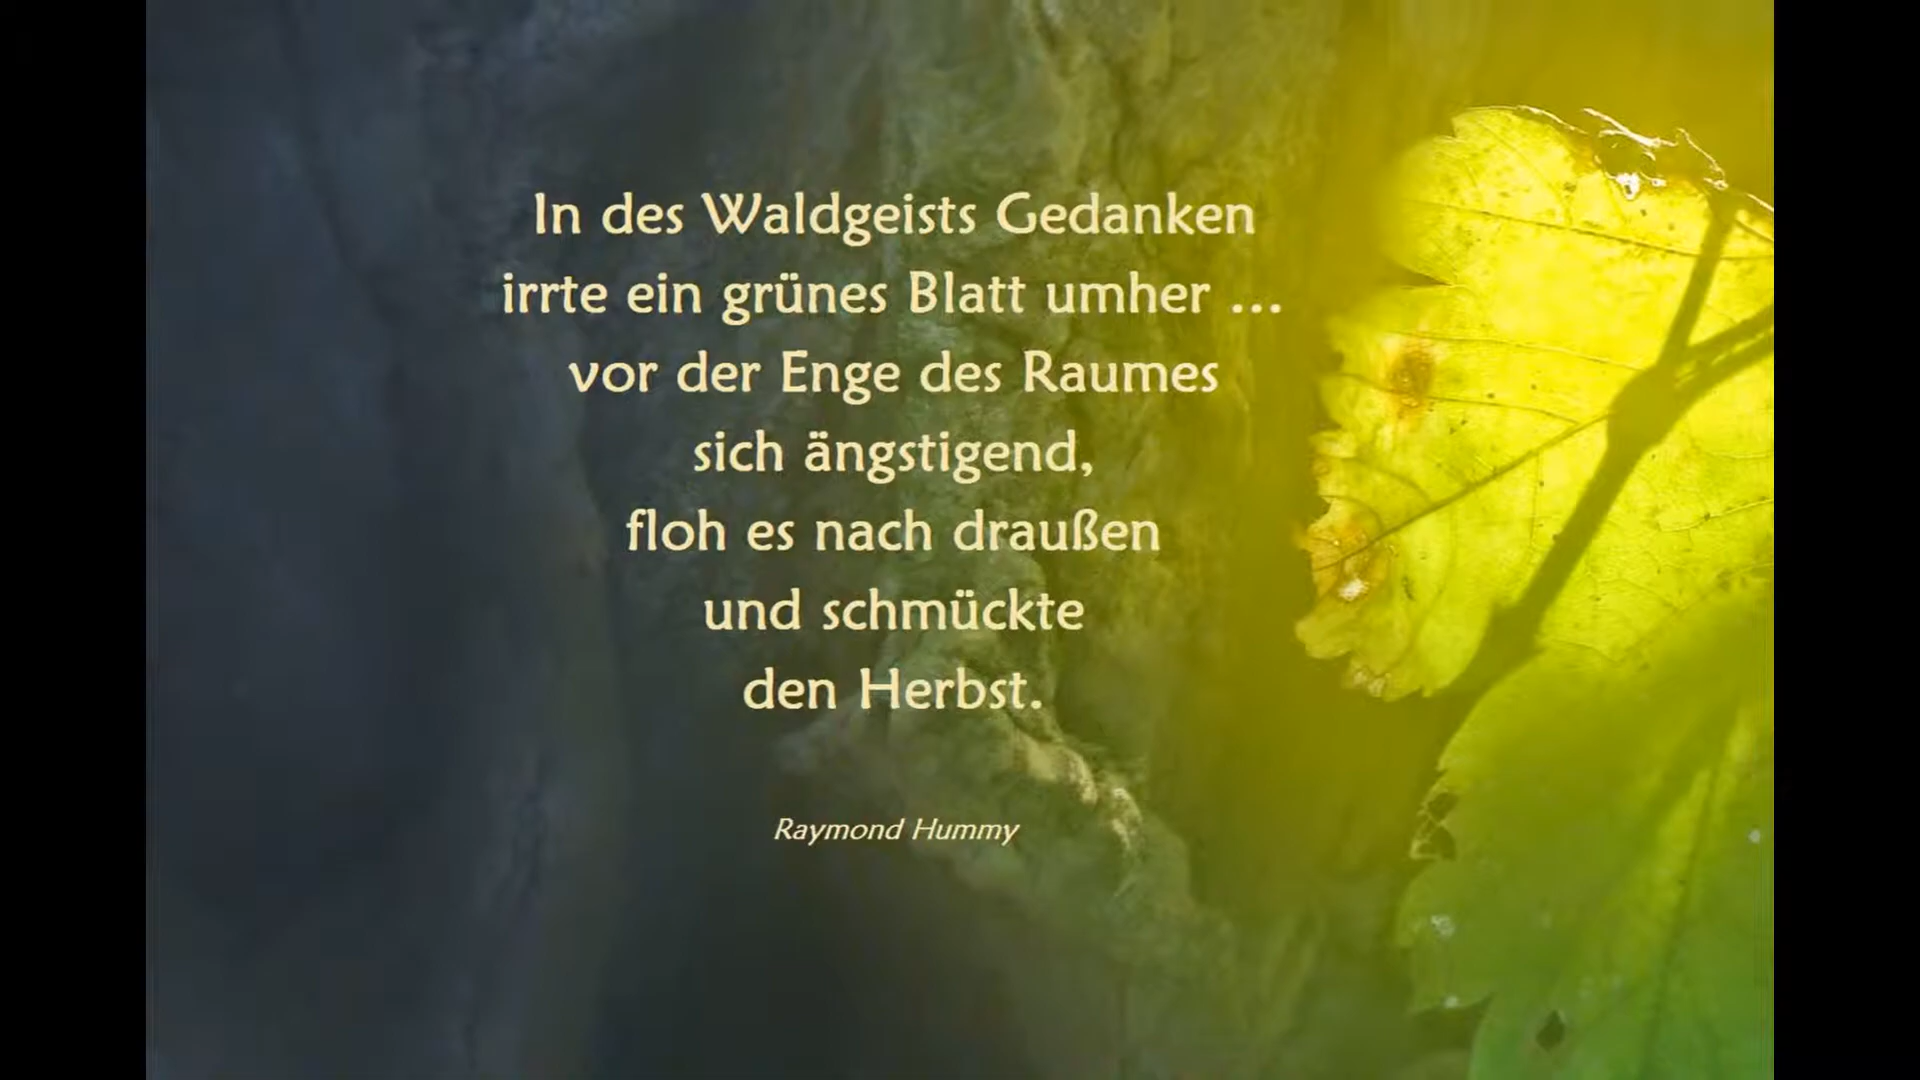 In des Waldgeists Gedanken
irrte ein grünes Blatt umher ...
vor der Enge des Raumes
sich ängstigend,
floh es nach draußen
und schmückte
den Herbst.
Raymond Hummy